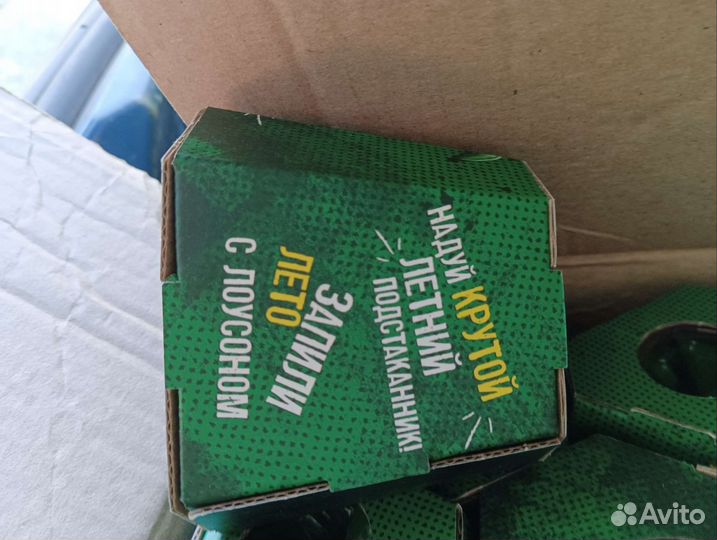 НАДУЙ КРУТОЙ
ЛЕТНИЙ
ПОДСТАКАННИК!
ЗАПИЛИ
ЛЕТО
С ЛОУСОНОМ
Avito